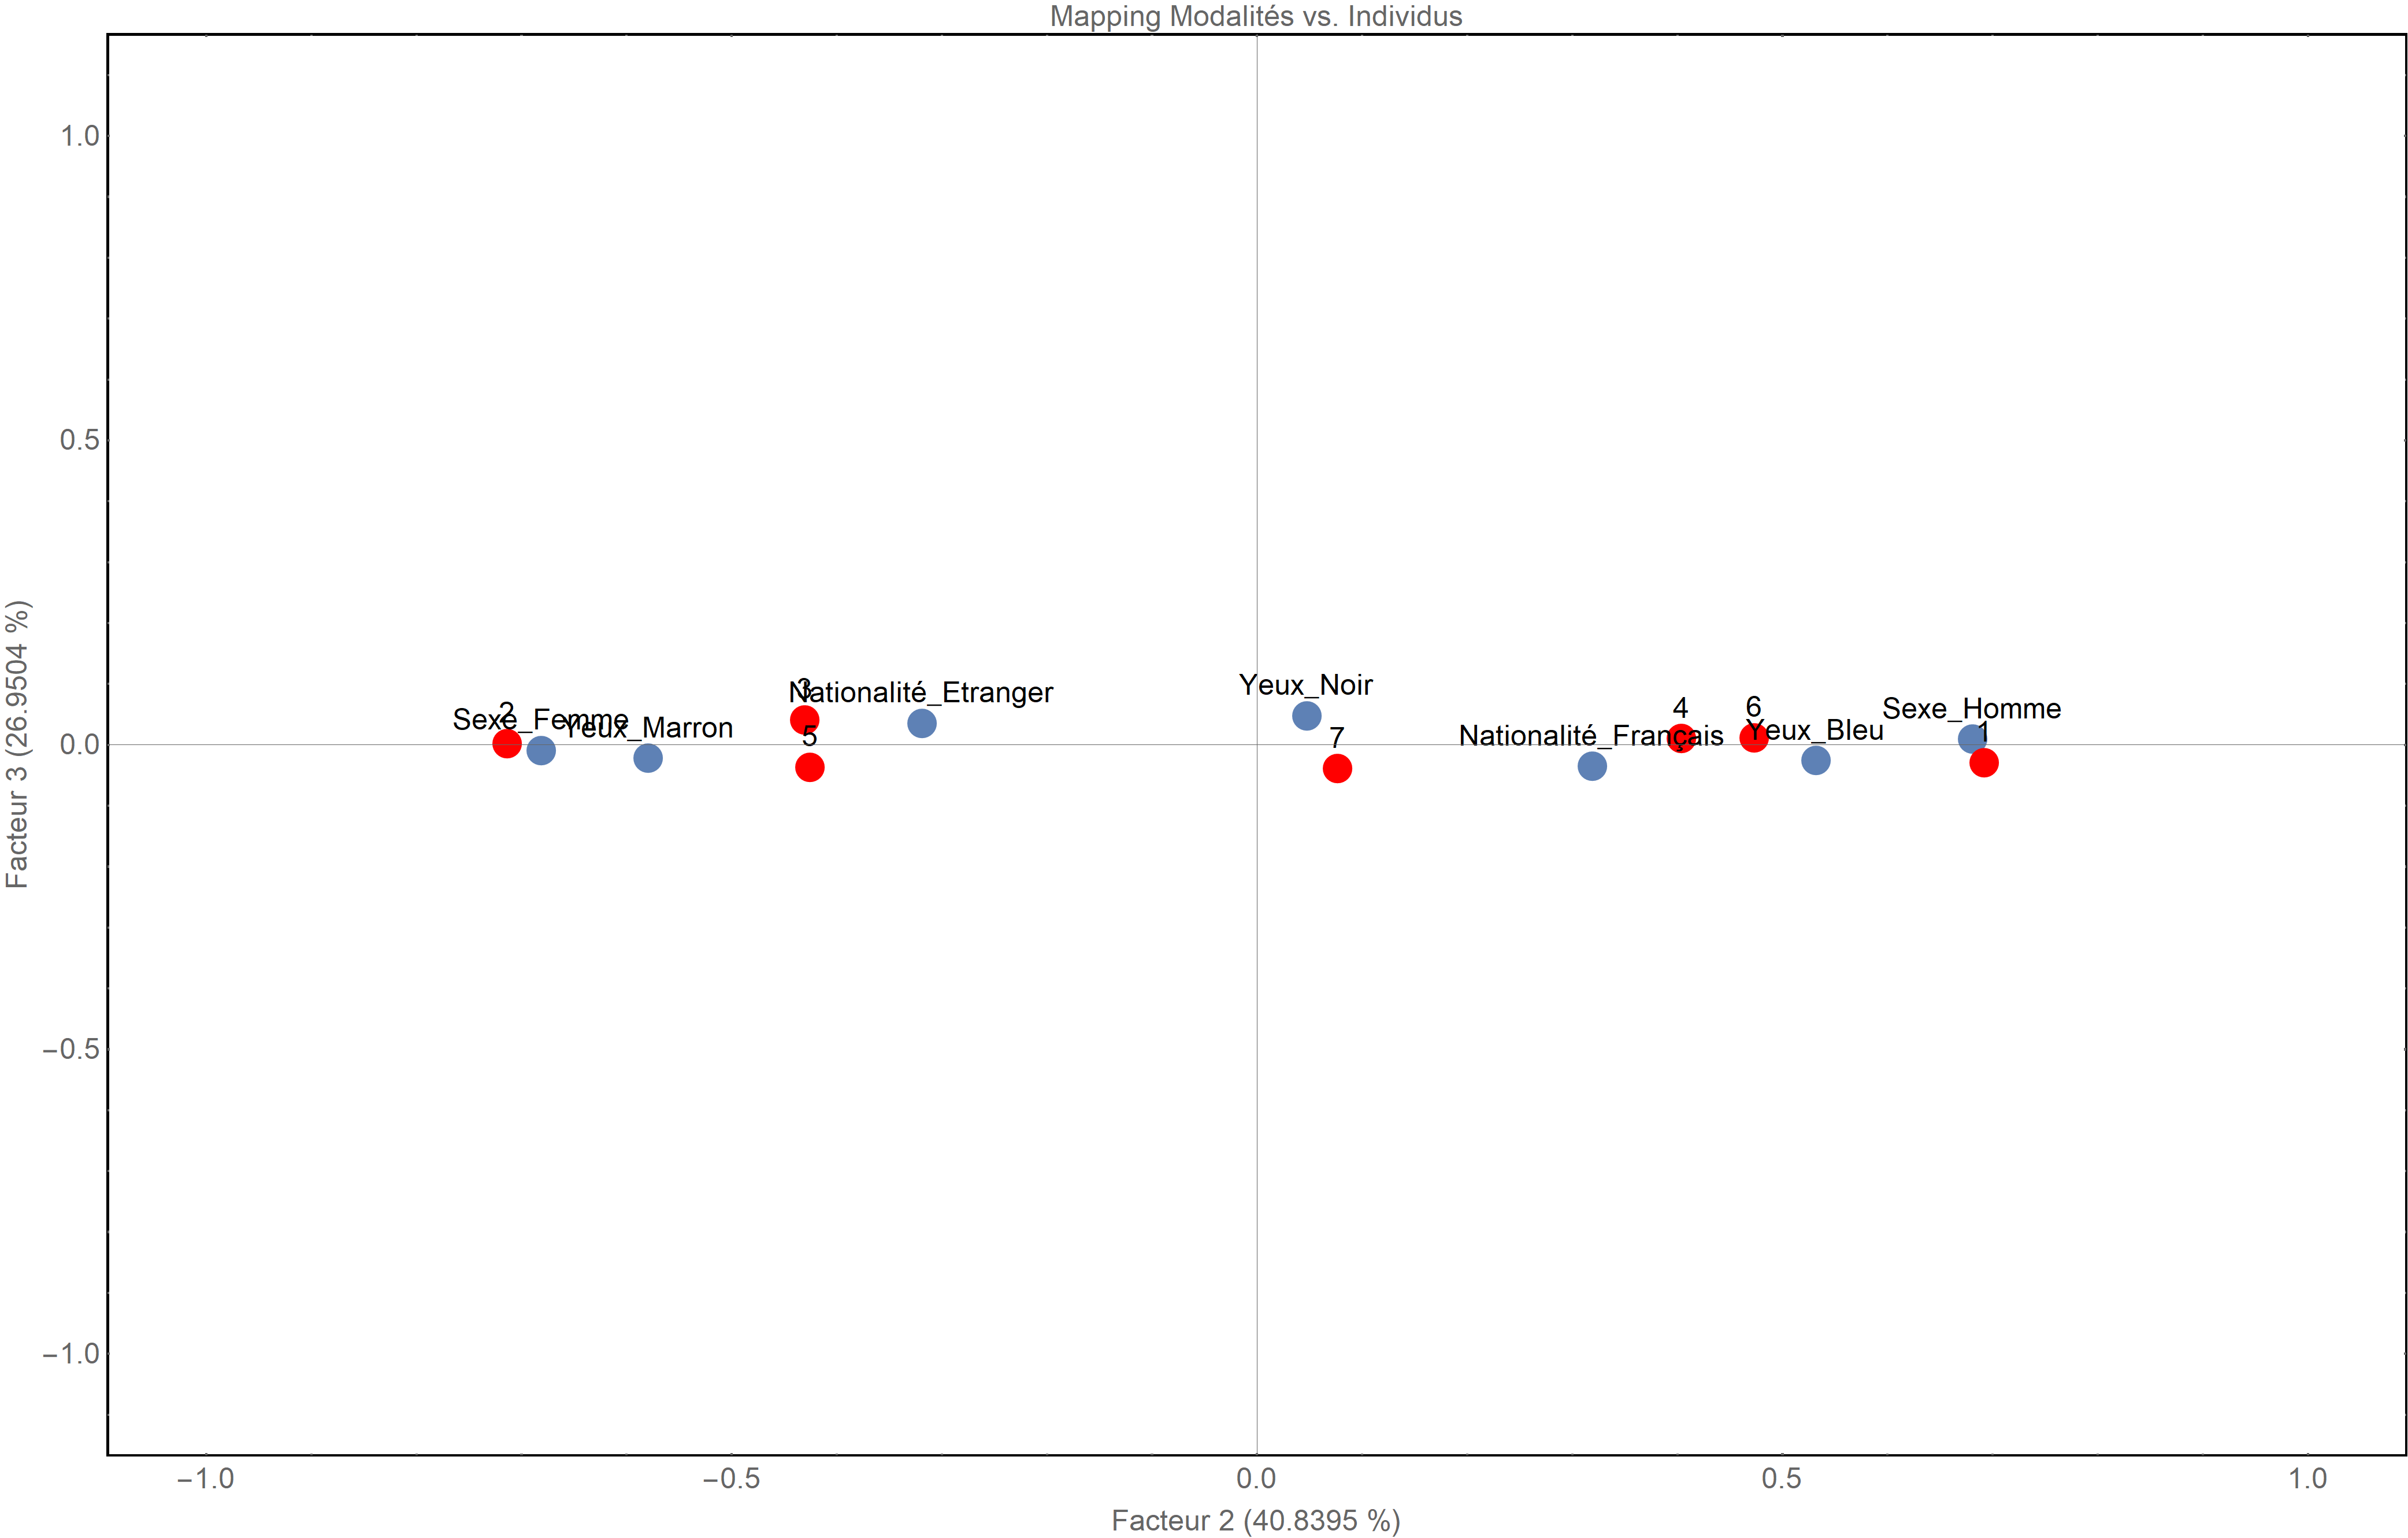 Mapping Modalités vs. Individus
1.0
0.5
0.0
−0.5
−1.0
Facteur 3 (26.9504 %)
2
Sexe_Femme
Yeux_Marron
3
Nationalité_Etranger
5
Yeux_Noir
7
Nationalité_Français
4
6
Yeux_Bleu
Sexe_Homme
1
−1.0
−0.5
0.0
0.5
1.0
Facteur 2 (40.8395 %)